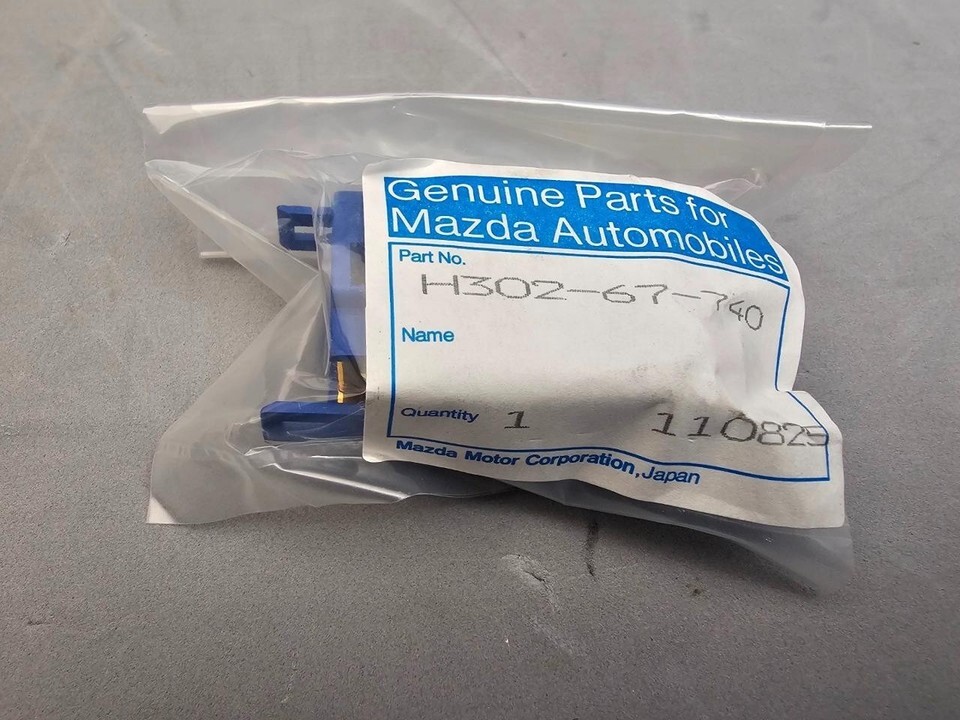 Genuine Parts for
Mazda Automobiles
Part No.
H302-67-740
Name
Quantity 1 110825
Mazda Motor Corporation, Japan